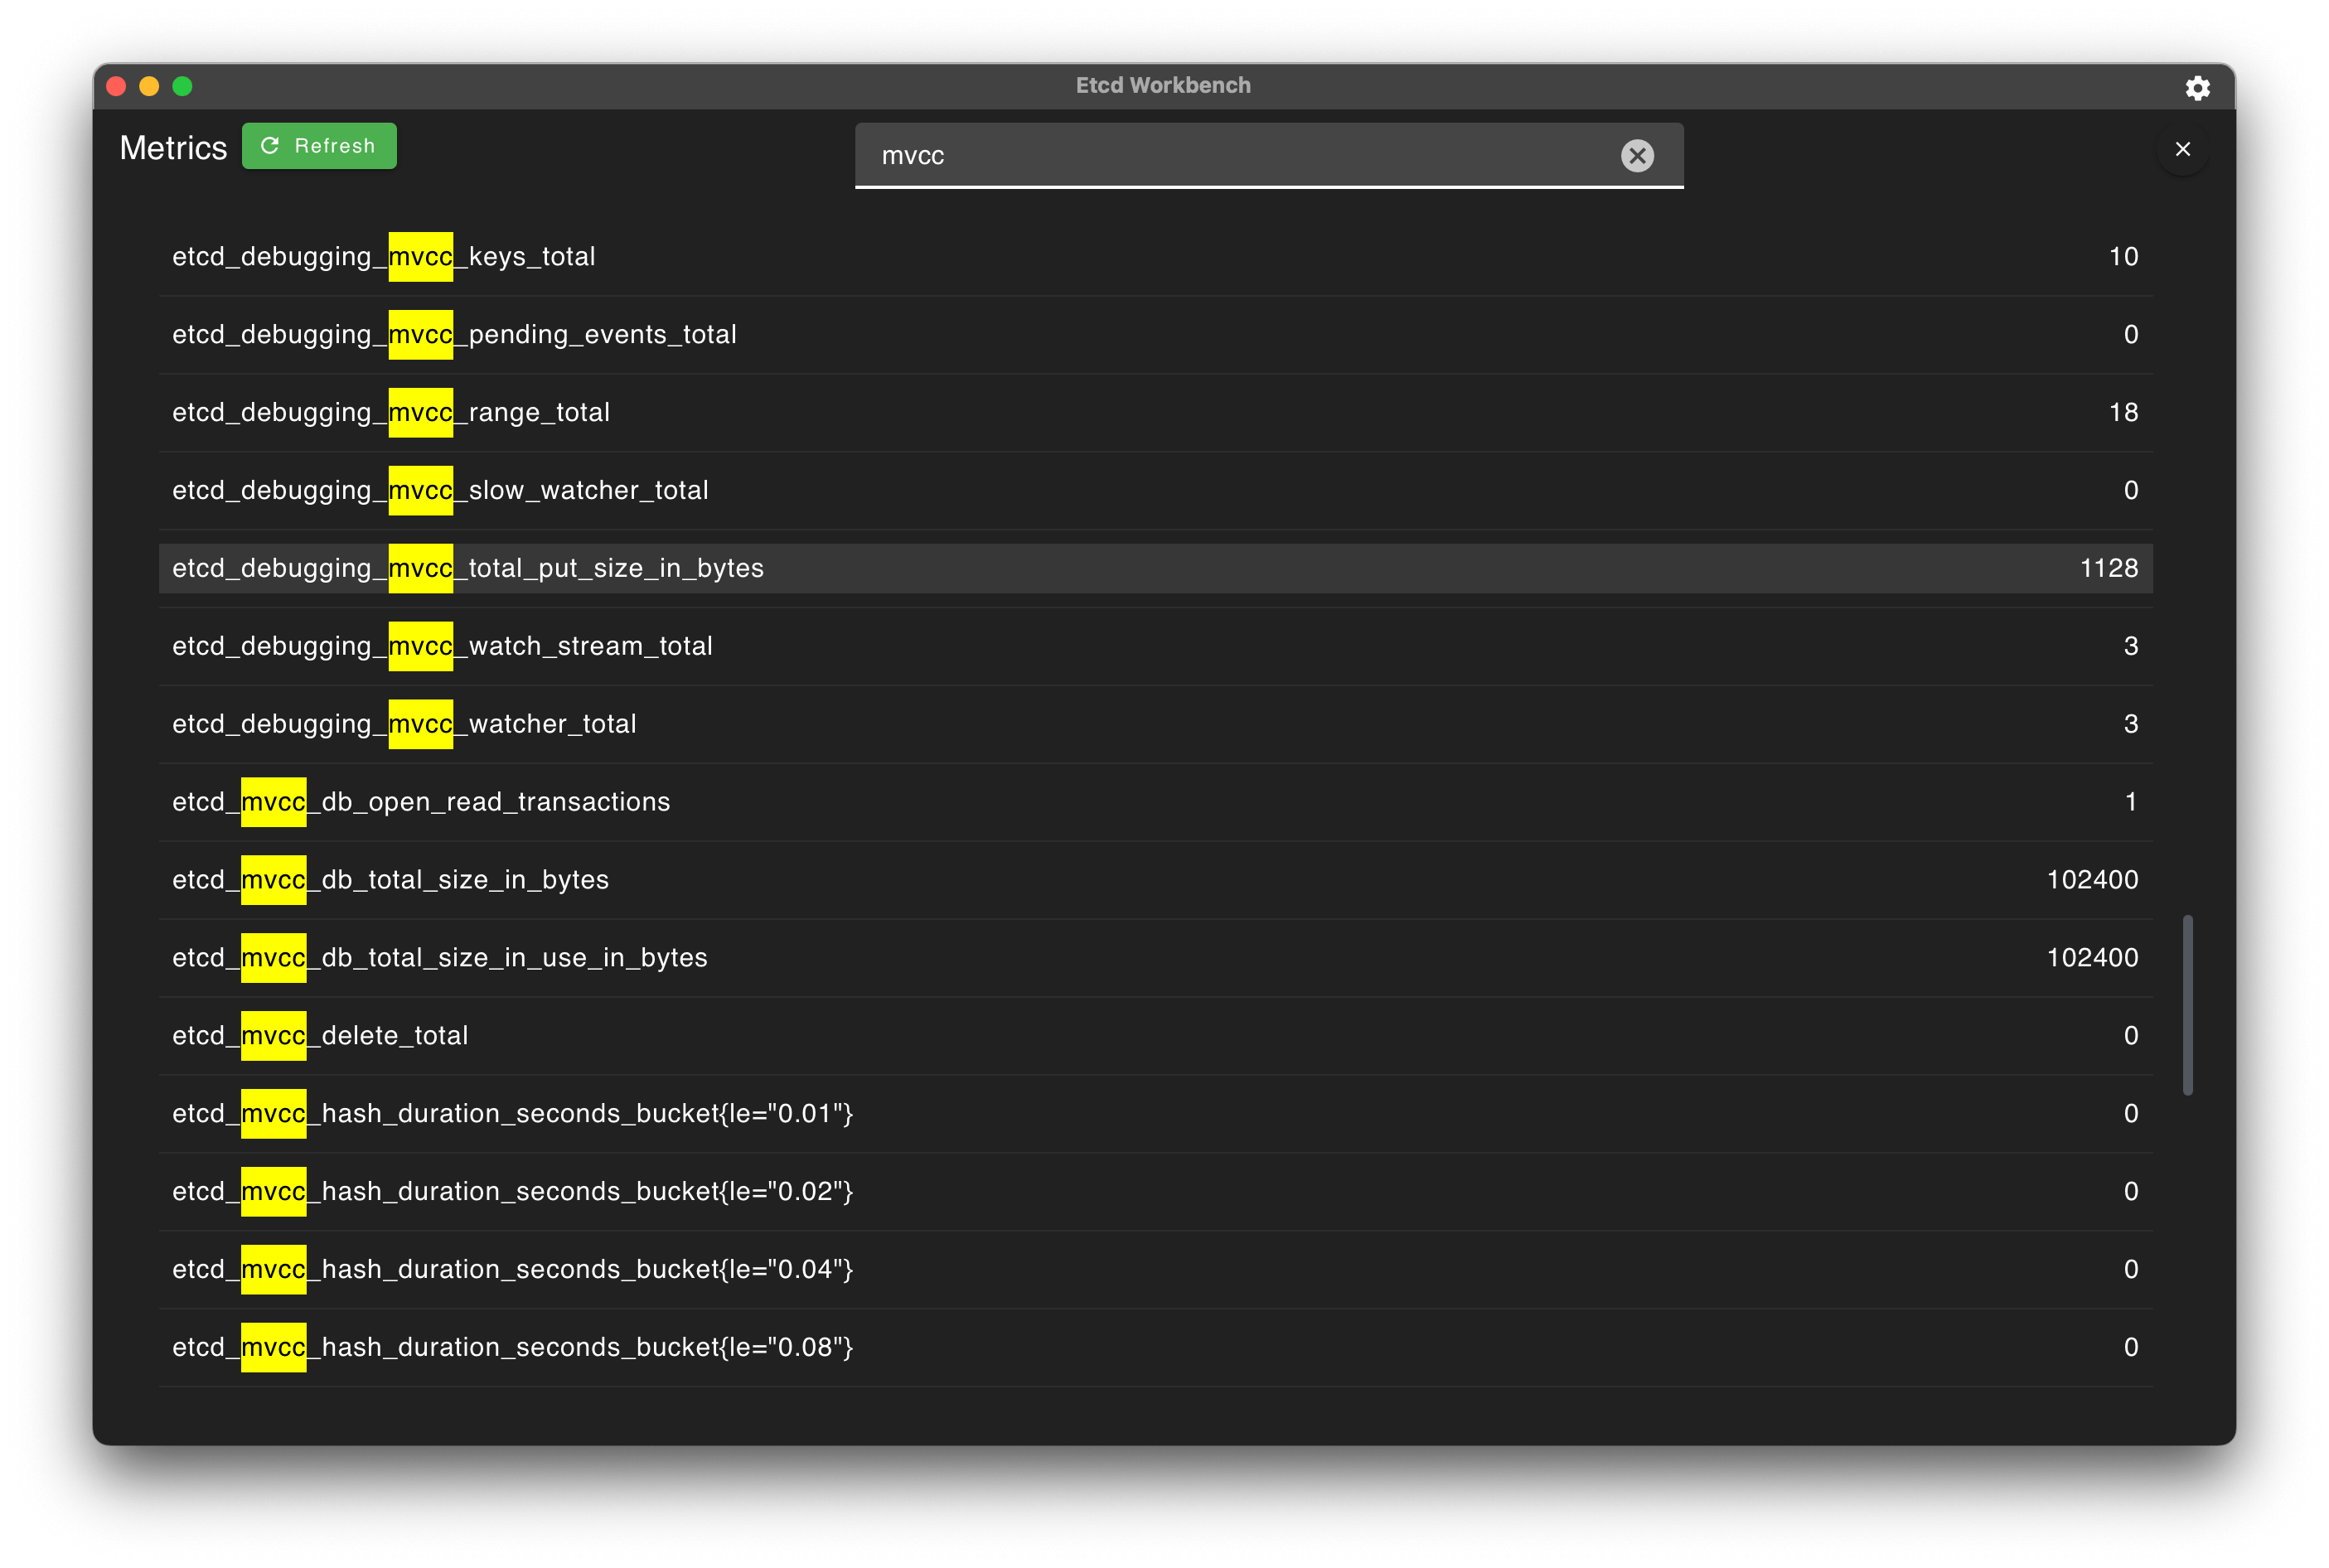 Etcd Workbench
Metrics
Refresh
mvcc
etcd_debugging_mvcc_keys_total 10
etcd_debugging_mvcc_pending_events_total 0
etcd_debugging_mvcc_range_total 18
etcd_debugging_mvcc_slow_watcher_total 0
etcd_debugging_mvcc_total_put_size_in_bytes 1128
etcd_debugging_mvcc_watch_stream_total 3
etcd_debugging_mvcc_watcher_total 3
etcd_mvcc_db_open_read_transactions 1
etcd_mvcc_db_total_size_in_bytes 102400
etcd_mvcc_db_total_size_in_use_in_bytes 102400
etcd_mvcc_delete_total 0
etcd_mvcc_hash_duration_seconds_bucket{le="0.01"} 0
etcd_mvcc_hash_duration_seconds_bucket{le="0.02"} 0
etcd_mvcc_hash_duration_seconds_bucket{le="0.04"} 0
etcd_mvcc_hash_duration_seconds_bucket{le="0.08"} 0